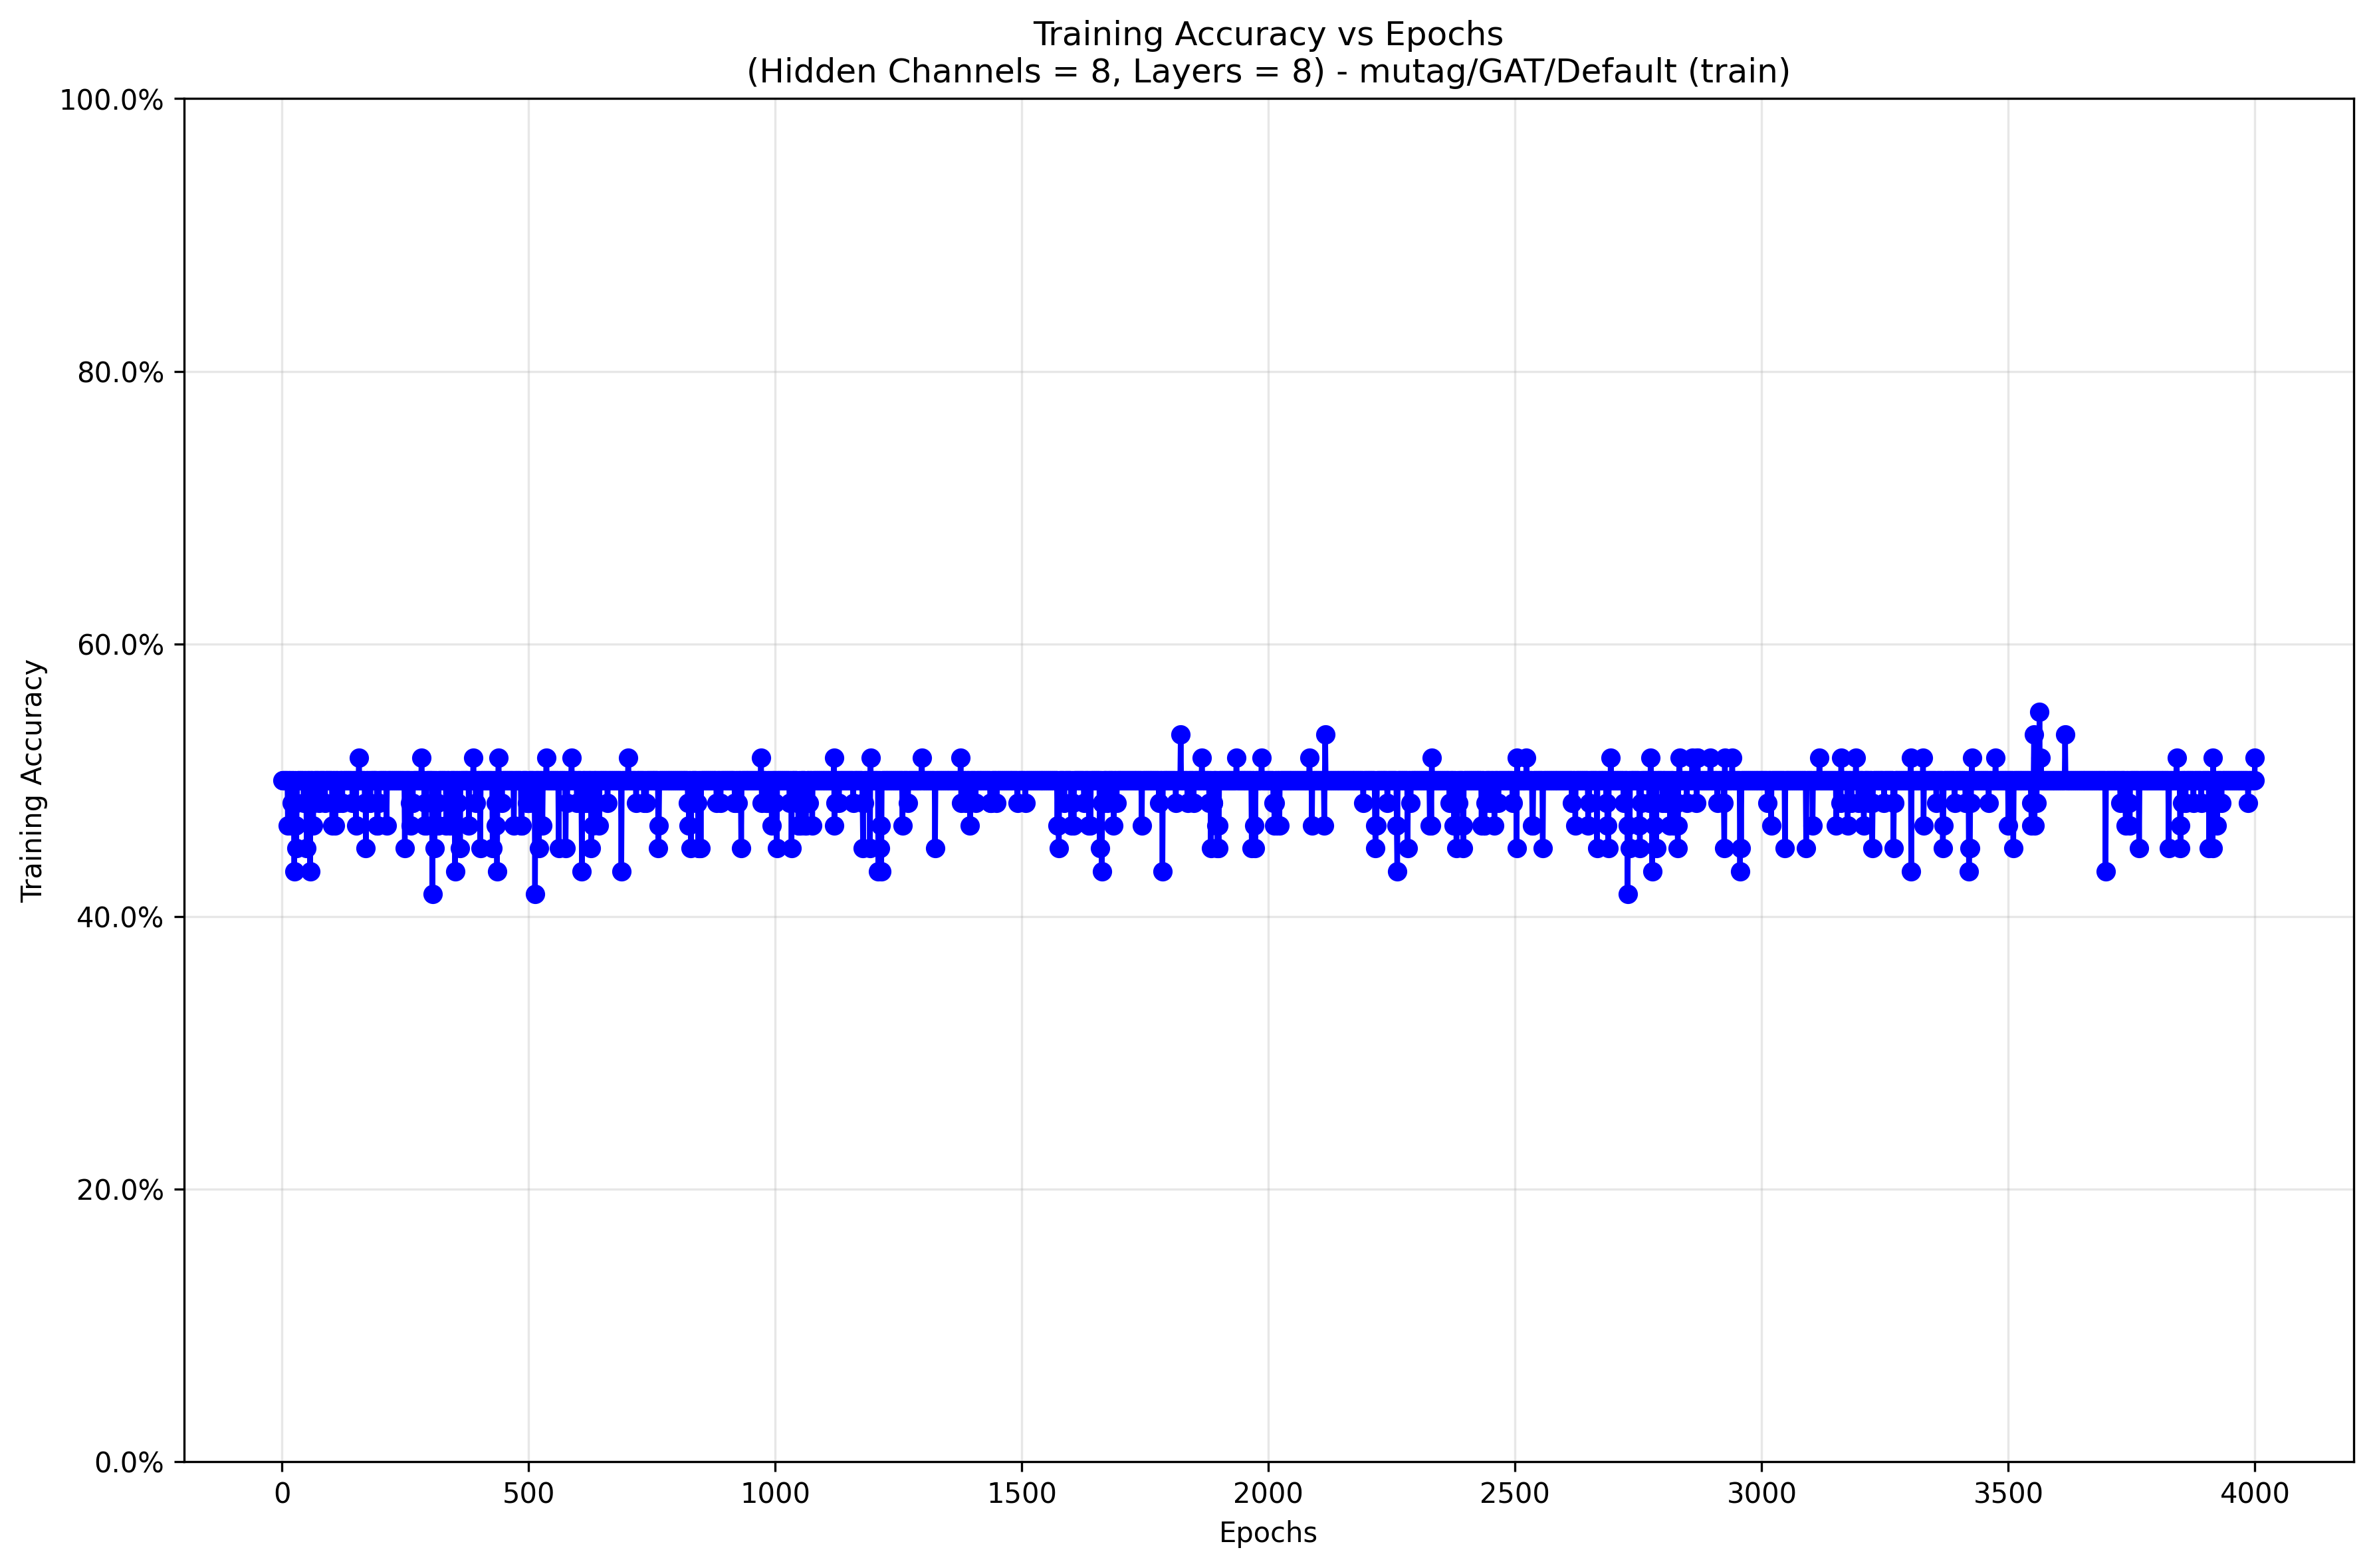 Training Accuracy vs Epochs
(Hidden Channels = 8, Layers = 8) - mutag/GAT/Default (train)
100.0%
80.0%
60.0%
40.0%
20.0%
0.0%
Training Accuracy
0 500 1000 1500 2000 2500 3000 3500 4000
Epochs